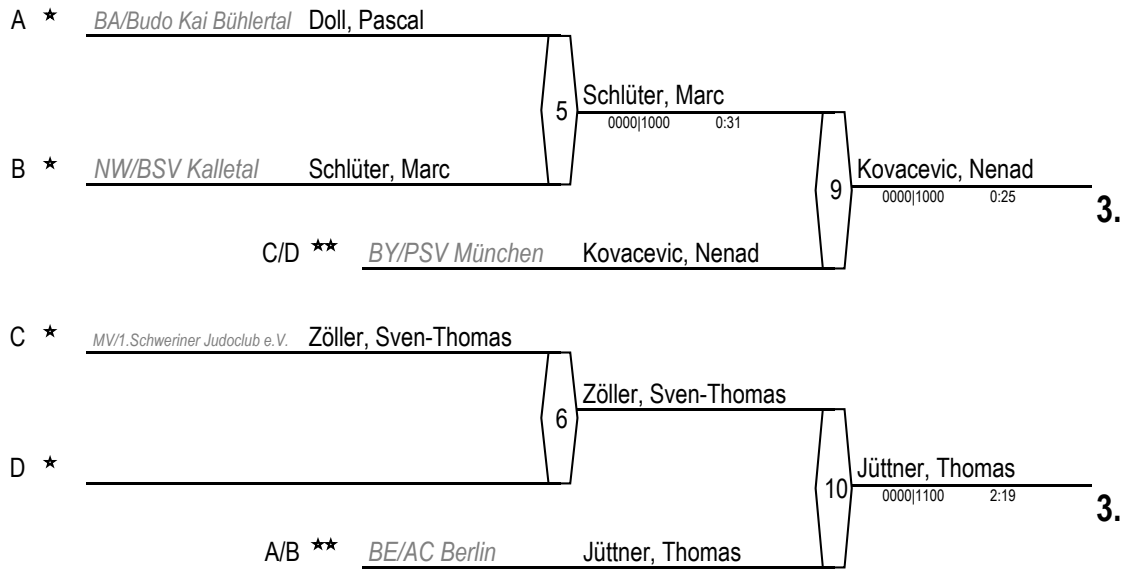 A ★ BA/Budo Kai Bühlertal Doll, Pascal
5 Schlüter, Marc
0000|1000 0:31
B ★ NW/BSV Kalletal Schlüter, Marc
9 Kovacevic, Nenad
0000|1000 0:25
3.
C/D ★★ BY/PSV München Kovacevic, Nenad
C ★ MV/1.Schweriner Judoclub e.V. Zöller, Sven-Thomas
6 Zöller, Sven-Thomas
D ★
10 Jüttner, Thomas
0000|1100 2:19
3.
A/B ★★ BE/AC Berlin Jüttner, Thomas